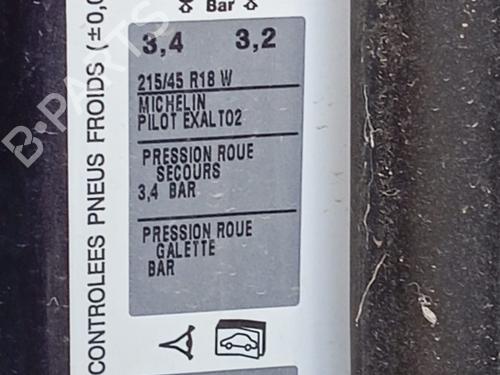 Bar
3,4 3,2
215/45 R18 W
MICHELIN
PILOT EXALTO2
PRESSION ROUE
SECOURS
3,4 BAR
PRESSION ROUE
GALETTE
BAR
CONTROLEES PNEUS FROIDS (±0,
B-PARTS